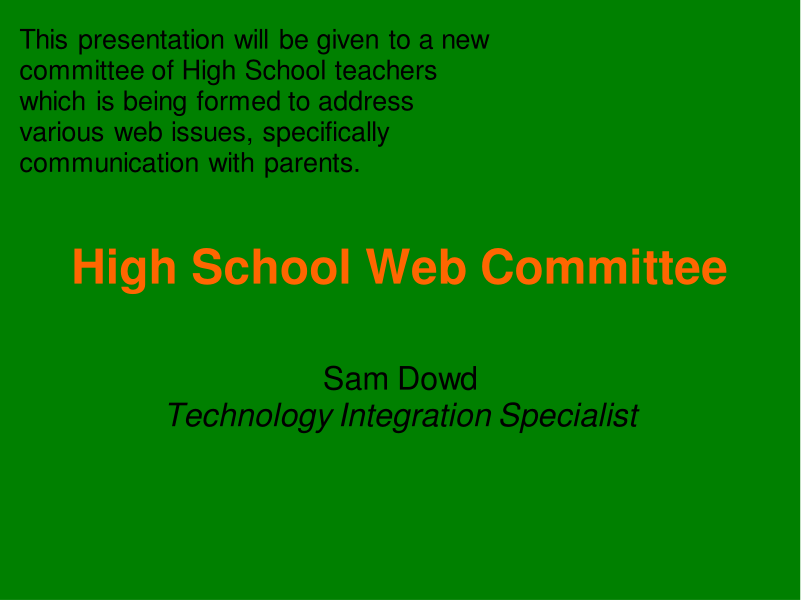 This presentation will be given to a new
committee of High School teachers
which is being formed to address
various web issues, specifically
communication with parents.
High School Web Committee
Sam Dowd
Technology Integration Specialist